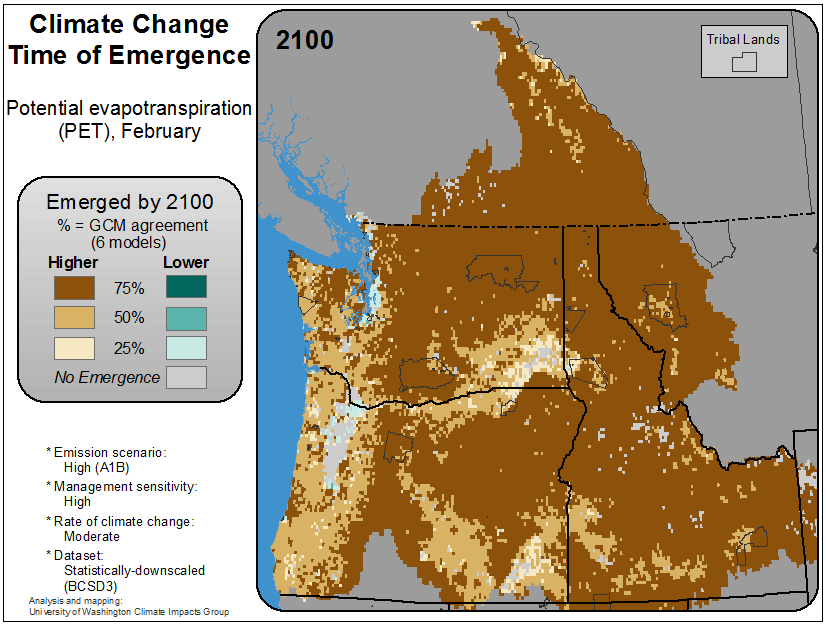 Climate Change
Time of Emergence
Potential evapotranspiration
(PET), February
Emerged by 2100
% = GCM agreement
(6 models)
Higher Lower
75%
50%
25%
No Emergence
* Emission scenario:
High (A1B)
* Management sensitivity:
High
* Rate of climate change:
Moderate
* Dataset:
Statistically-downscaled
(BCSD3)
Analysis and mapping:
University of Washington Climate Impacts Group
2100
Tribal Lands